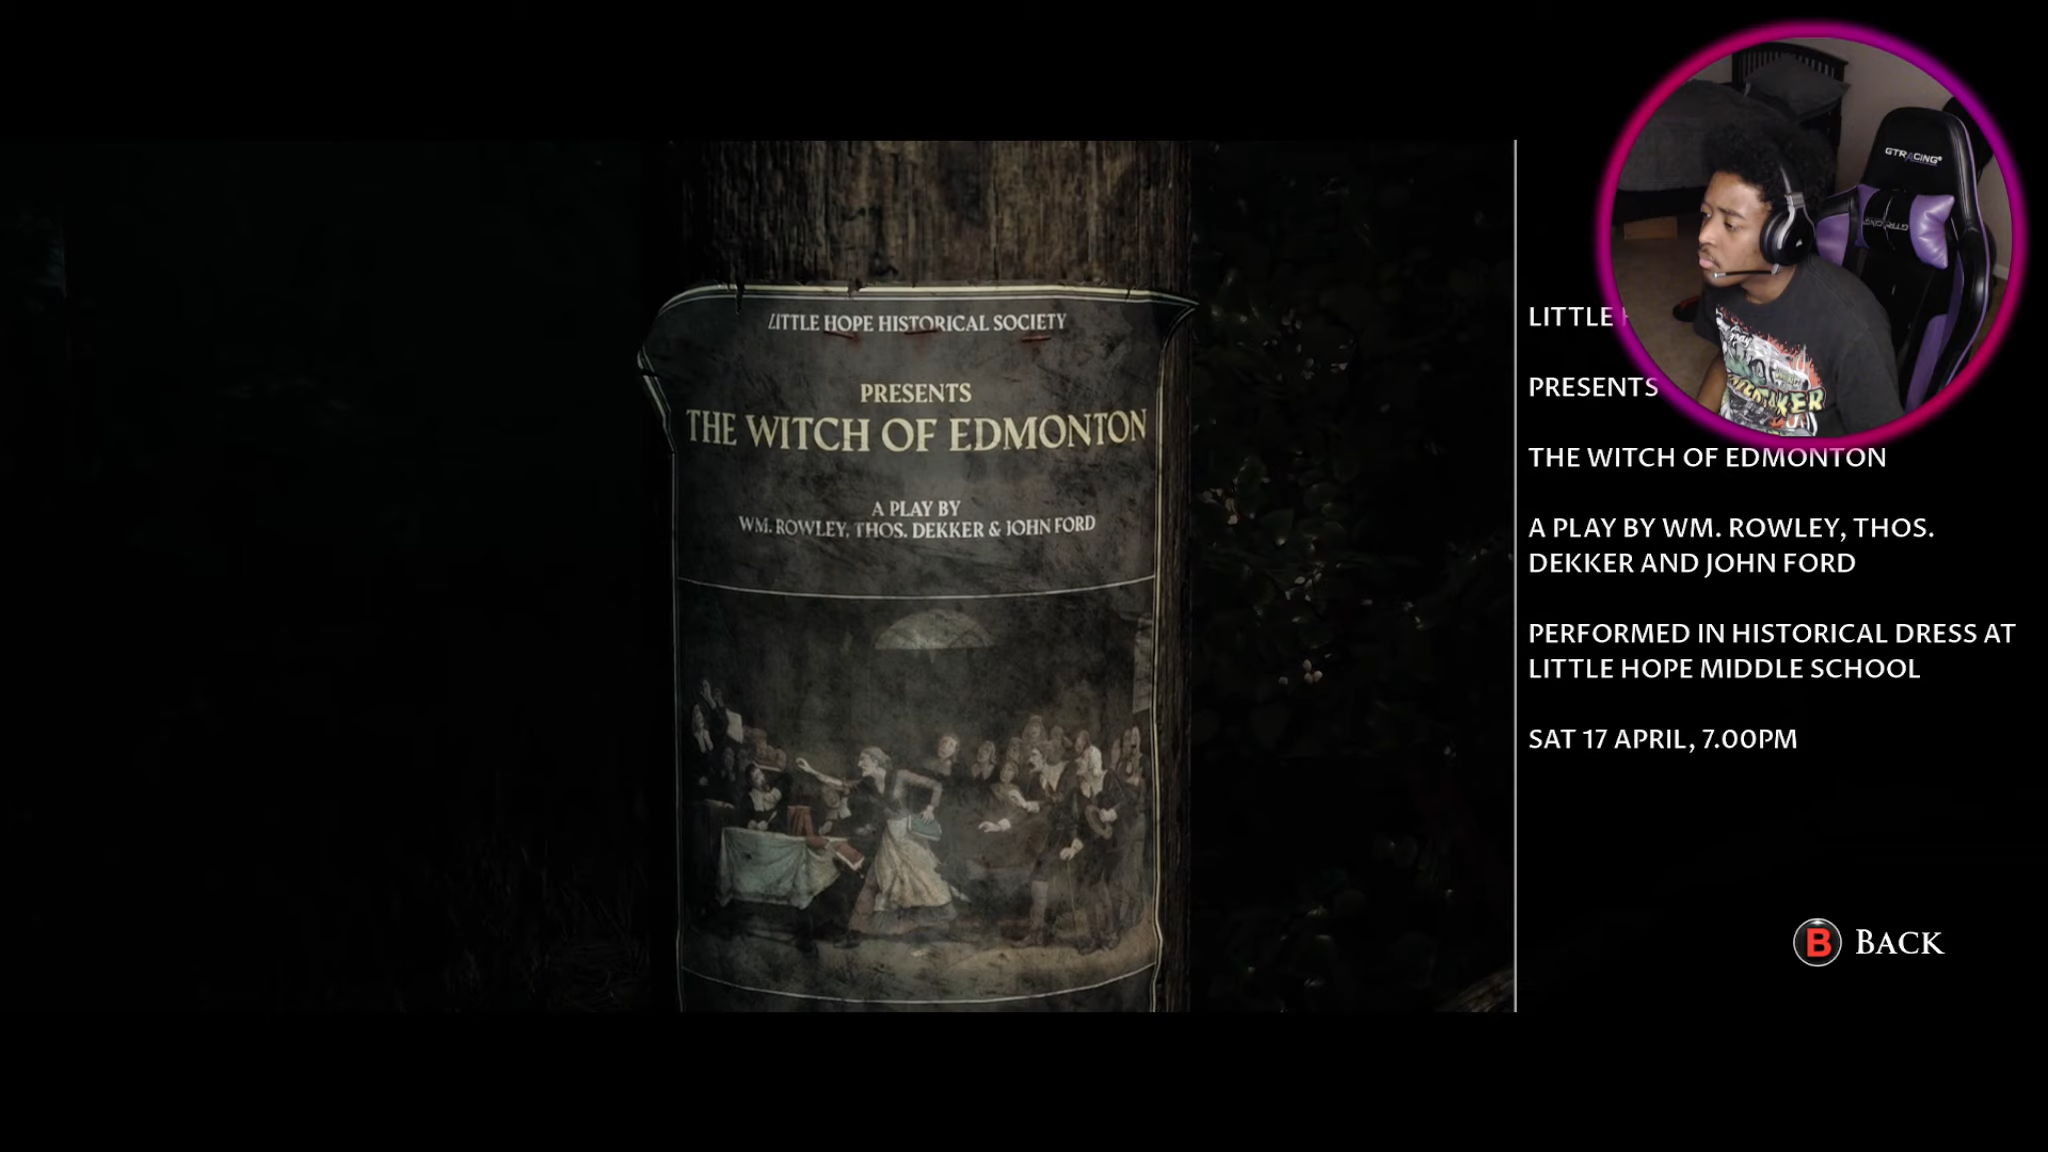 LITTLE HOPE HISTORICAL SOCIETY
PRESENTS
THE WITCH OF EDMONTON
A PLAY BY
WM. ROWLEY, THOS. DEKKER & JOHN FORD
LITTLE
PRESENTS
THE WITCH OF EDMONTON
A PLAY BY WM. ROWLEY, THOS.
DEKKER AND JOHN FORD
PERFORMED IN HISTORICAL DRESS AT
LITTLE HOPE MIDDLE SCHOOL
SAT 17 APRIL, 7.00PM
B BACK
GTRACING